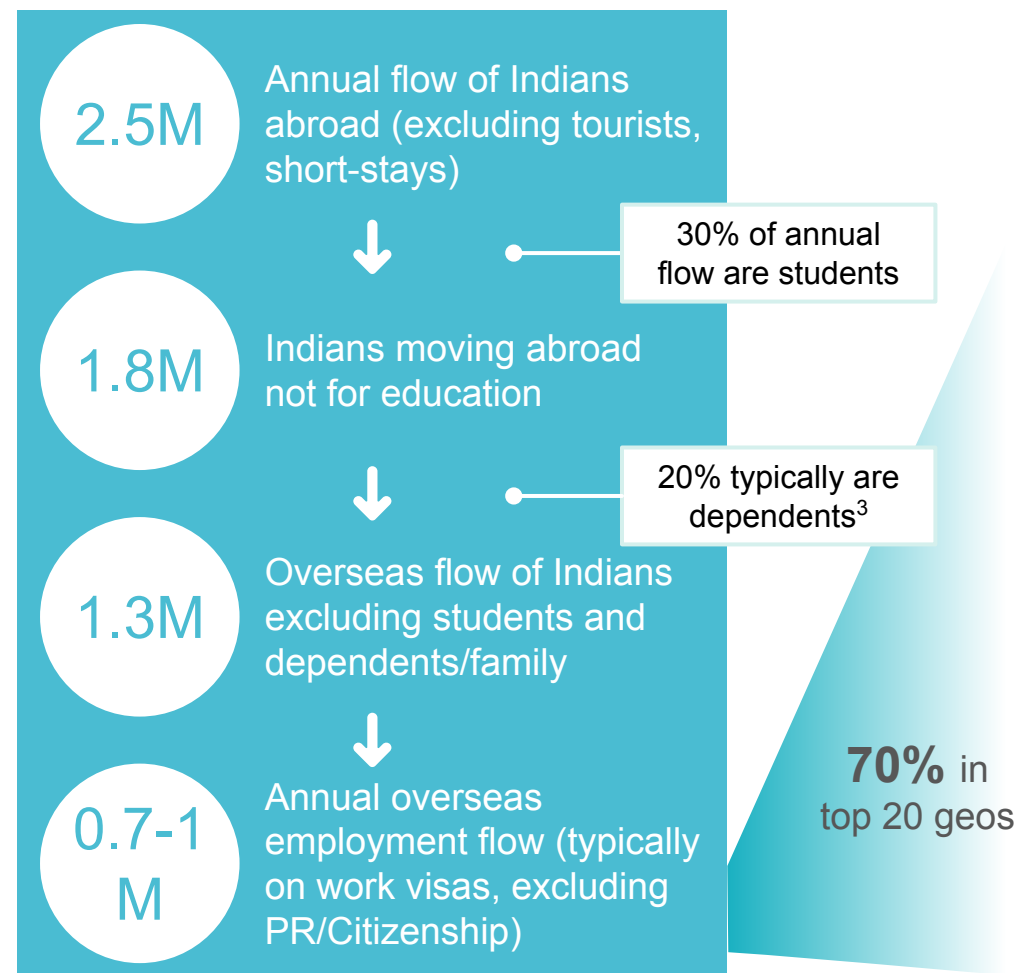 2.5M
Annual flow of Indians
abroad (excluding tourists,
short-stays)
30% of annual
flow are students
1.8M
Indians moving abroad
not for education
20% typically are
dependents³
1.3M
Overseas flow of Indians
excluding students and
dependents/family
0.7-1
M
Annual overseas
employment flow (typically
on work visas, excluding
PR/Citizenship)
70% in
top 20 geos